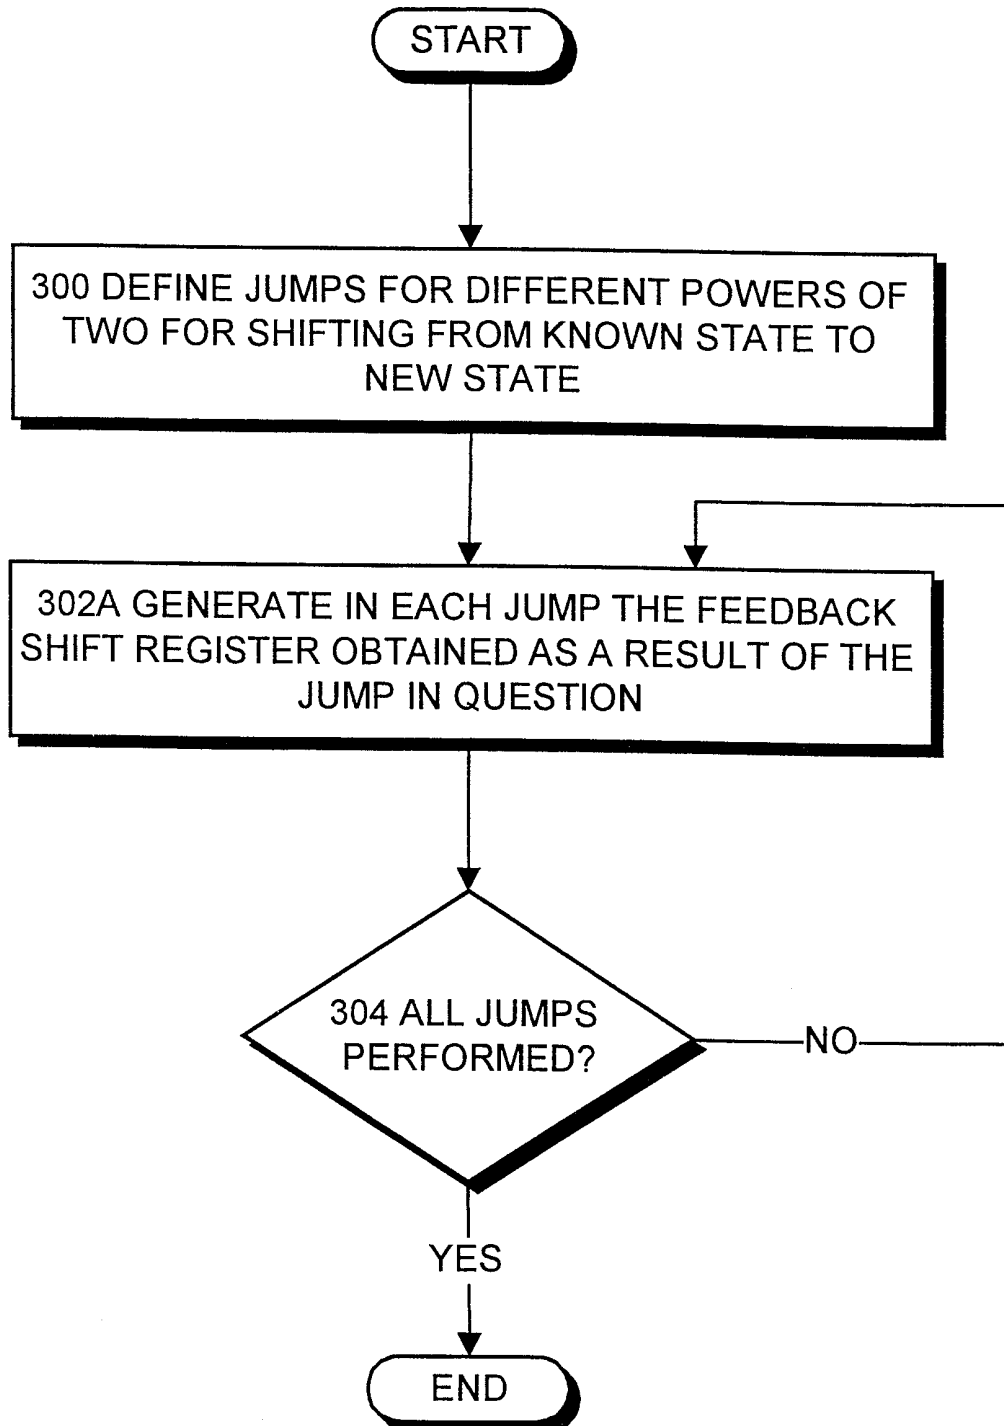 START
300 DEFINE JUMPS FOR DIFFERENT POWERS OF
TWO FOR SHIFTING FROM KNOWN STATE TO
NEW STATE
302A GENERATE IN EACH JUMP THE FEEDBACK
SHIFT REGISTER OBTAINED AS A RESULT OF THE
JUMP IN QUESTION
304 ALL JUMPS
PERFORMED?
NO
YES
END